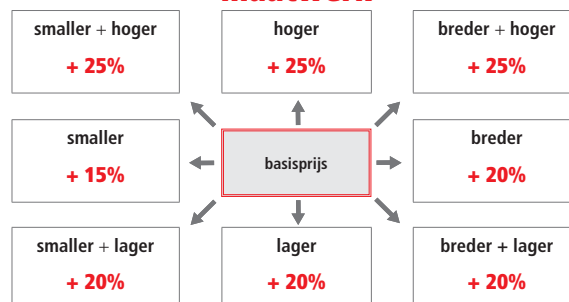 smaller + hoger
+ 25%
hoger
+ 25%
breder + hoger
+ 25%
smaller
+ 15%
basisprijs
breder
+ 20%
smaller + lager
+ 20%
lager
+ 20%
breder + lager
+ 20%